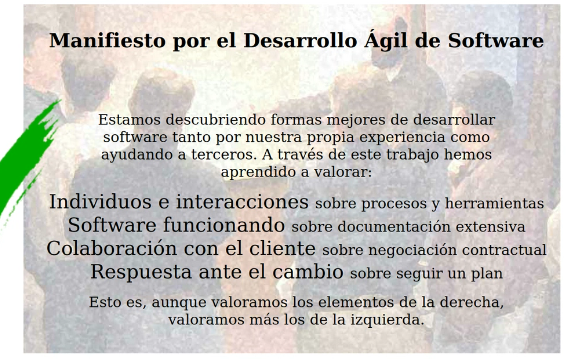 Manifiesto por el Desarrollo Ágil de Software
Estamos descubriendo formas mejores de desarrollar
software tanto por nuestra propia experiencia como
ayudando a terceros. A través de este trabajo hemos
aprendido a valorar:
Individuos e interacciones sobre procesos y herramientas
Software funcionando sobre documentación extensiva
Colaboración con el cliente sobre negociación contractual
Respuesta ante el cambio sobre seguir un plan
Esto es, aunque valoramos los elementos de la derecha,
valoramos más los de la izquierda.